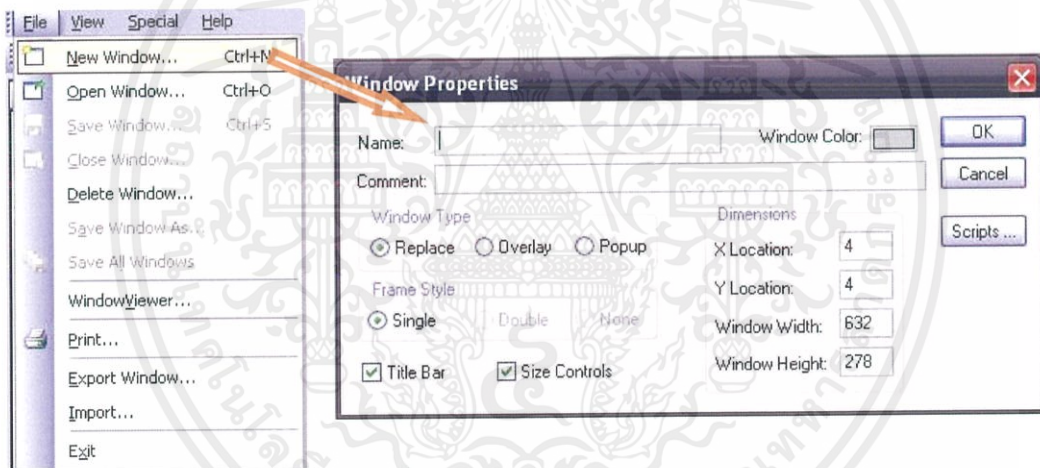 File View Special Help
New Window... Ctrl+N
Open Window... Ctrl+O
Save Window... Ctrl+S
Close Window...
Delete Window...
Save Window As...
Save All Windows
WindowViewer...
Print...
Export Window...
Import...
Exit
Window Properties
Name: Window Color: OK
Comment: Cancel
Window Type Dimensions
Replace Overlay Popup X Location: 4 Scripts ...
Frame Style Y Location: 4
Single Double None Window Width: 632
Title Bar Size Controls Window Height: 278